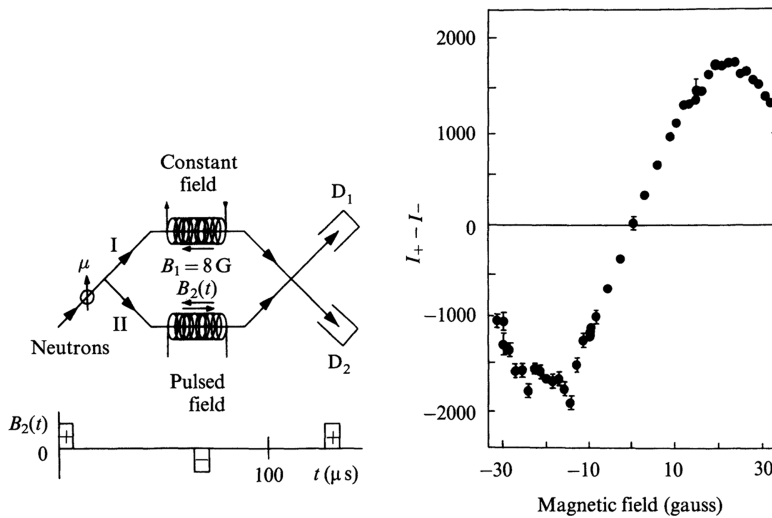 Constant
field
D₁
I
B₁ = 8 G
μ
B₂(t)
II
Neutrons
D₂
Pulsed
field
B₂(t)
+
+
0
−
100
t (μ s)
2000
1000
0
−1000
−2000
I₊ − I₋
−30
−10
10
30
Magnetic field (gauss)